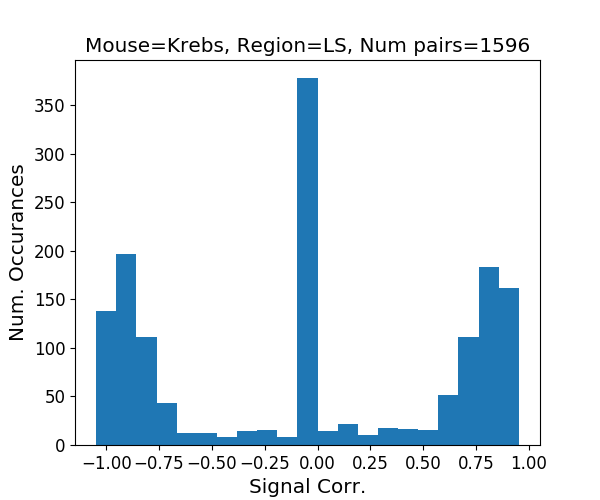 Mouse=Krebs, Region=LS, Num pairs=1596
Num. Occurances
350
300
250
200
150
100
50
0
−1.00 −0.75 −0.50 −0.25 0.00 0.25 0.50 0.75 1.00
Signal Corr.